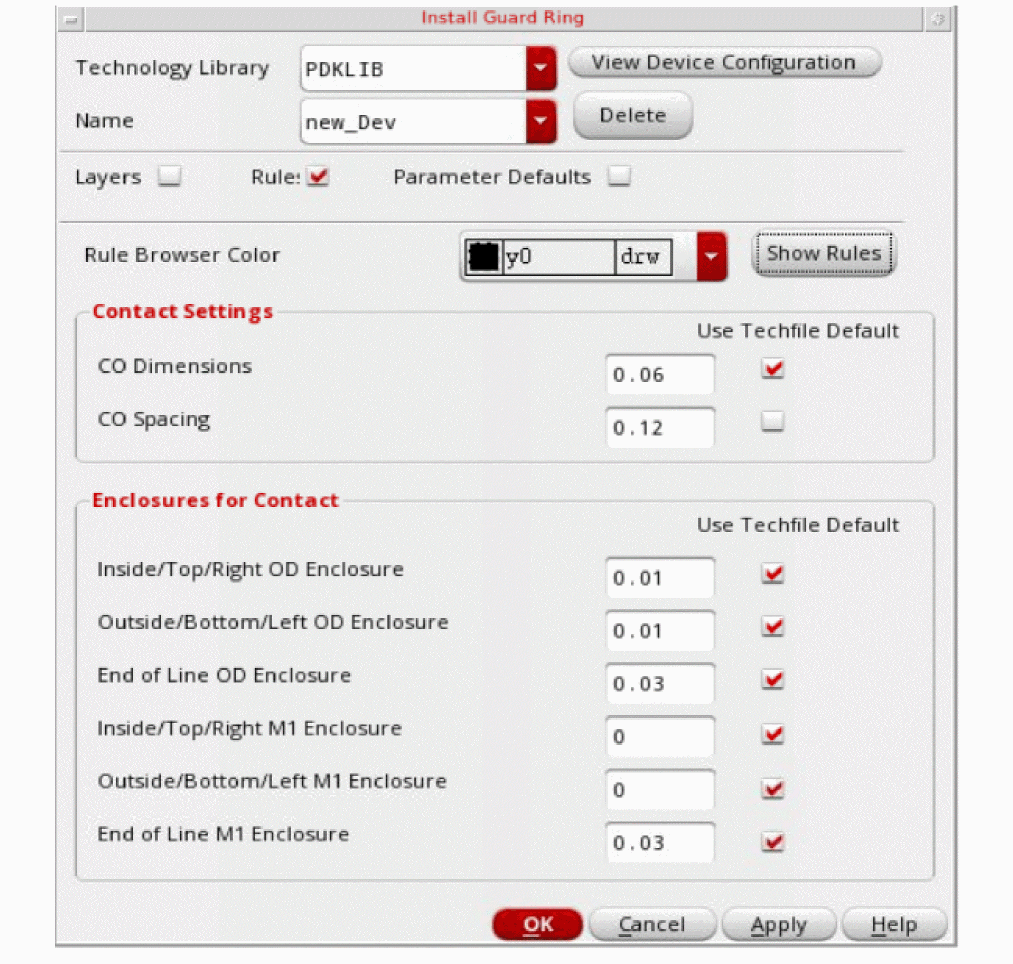 Install Guard Ring
Technology Library PDKLIB View Device Configuration
Name new_Dev Delete
Layers Rule: Parameter Defaults
Rule Browser Color y0 drw Show Rules
Contact Settings
Use Techfile Default
CO Dimensions 0.06
CO Spacing 0.12
Enclosures for Contact
Use Techfile Default
Inside/Top/Right OD Enclosure 0.01
Outside/Bottom/Left OD Enclosure 0.01
End of Line OD Enclosure 0.03
Inside/Top/Right M1 Enclosure 0
Outside/Bottom/Left M1 Enclosure 0
End of Line M1 Enclosure 0.03
OK Cancel Apply Help